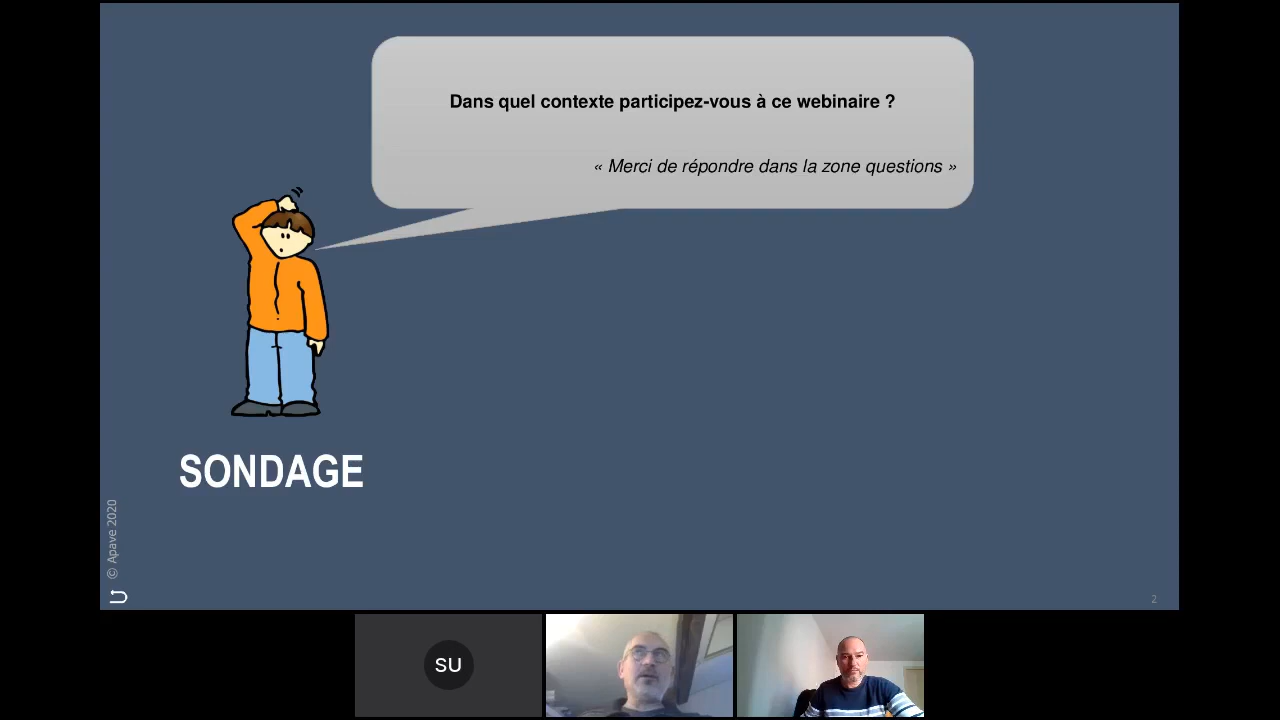 Dans quel contexte participez-vous à ce webinaire ?
« Merci de répondre dans la zone questions »
SONDAGE
© Apave 2020
2
SU